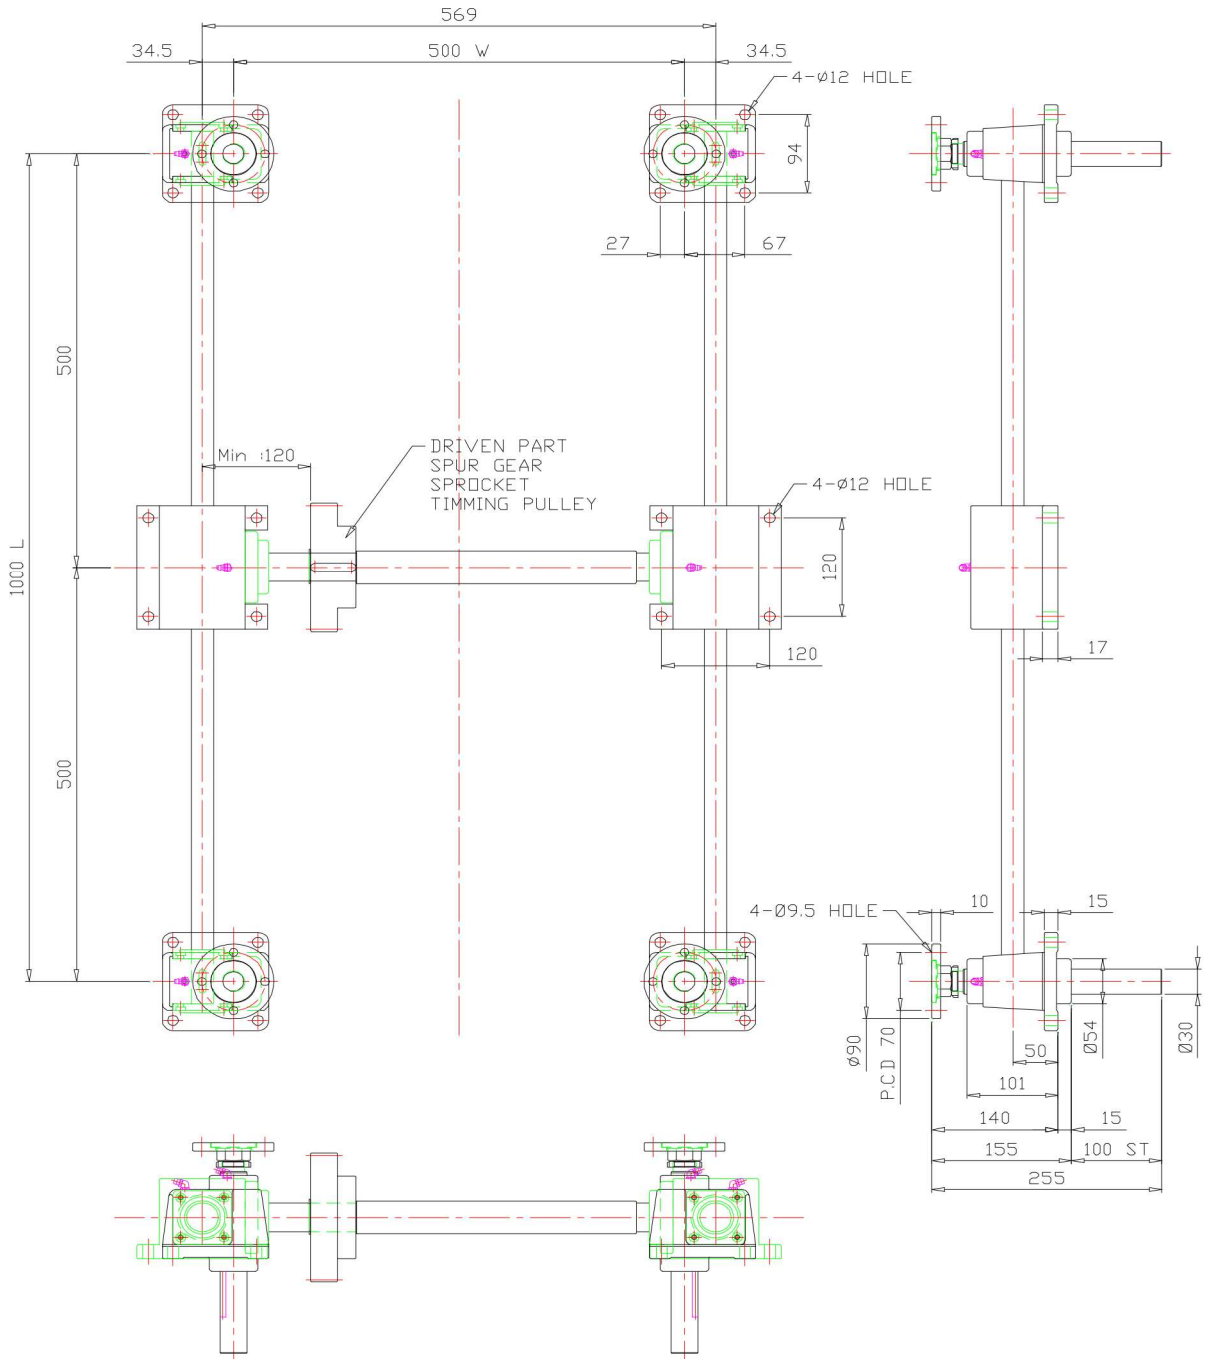 569
34.5
500 W
34.5
4-Ø12 HOLE
94
27
67
500
1000 L
Min :120
DRIVEN PART
SPUR GEAR
SPROCKET
TIMMING PULLEY
4-Ø12 HOLE
120
120
17
500
4-Ø9.5 HOLE
10
15
Ø90
P.C.D 70
Ø54
Ø30
50
101
140
15
155
100 ST
255